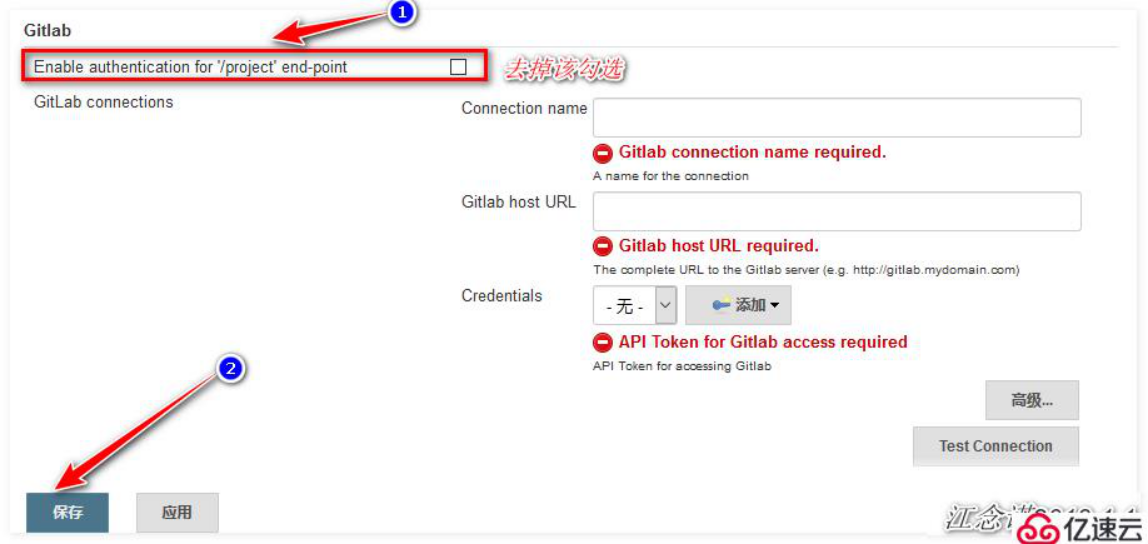 1
Gitlab
Enable authentication for '/project' end-point
去掉该勾选
GitLab connections
Connection name
Gitlab connection name required.
A name for the connection
Gitlab host URL
Gitlab host URL required.
The complete URL to the Gitlab server (e.g. http://gitlab.mydomain.com)
Credentials
- 无 -
添加
API Token for Gitlab access required
API Token for accessing Gitlab
2
高级...
Test Connection
保存
应用
江念
亿速云